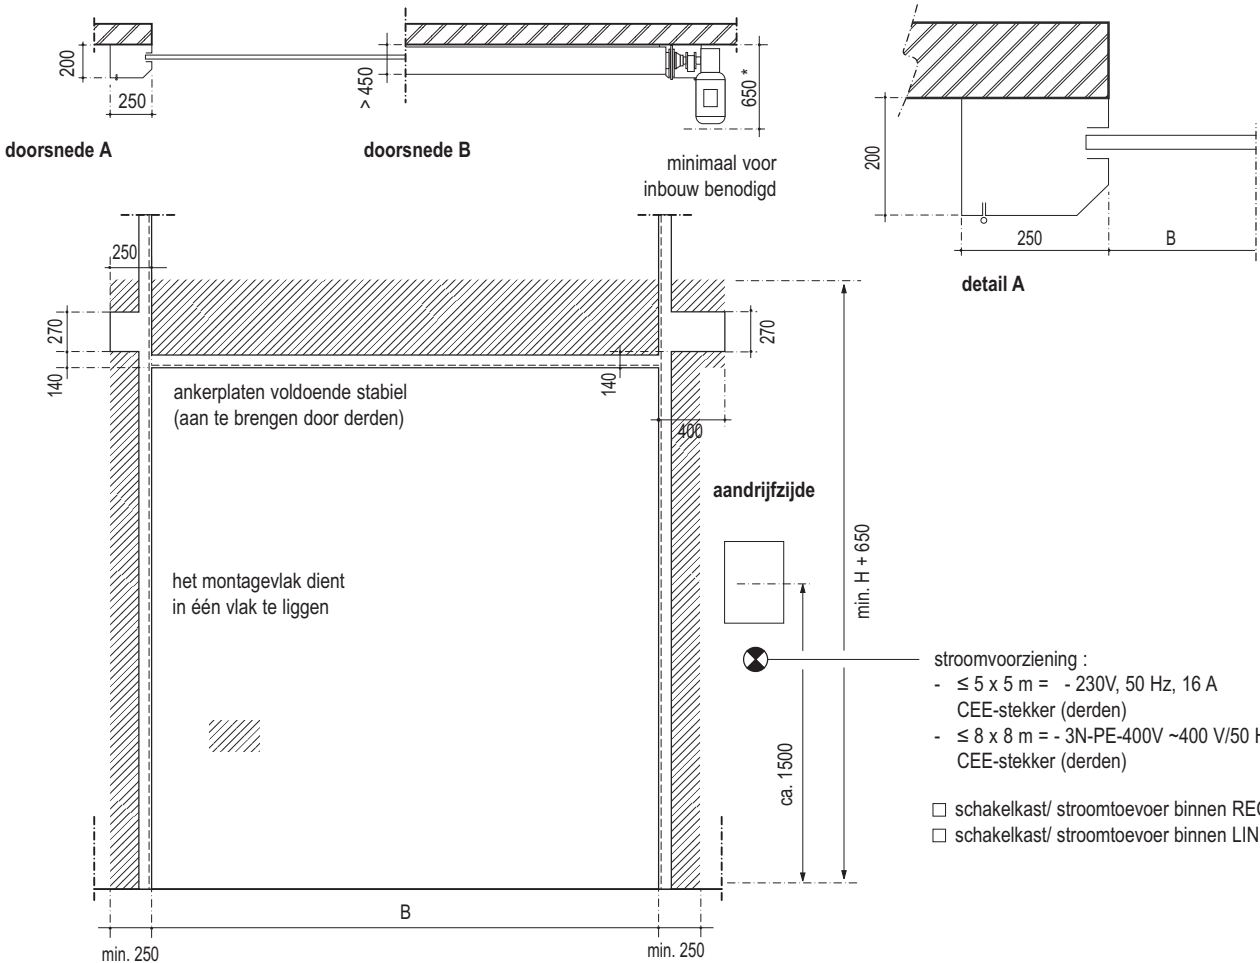 200
250
> 450
650 *
doorsnede A
doorsnede B
minimaal voor
inbouw benodigd
200
250
B
detail A
250
270
140
270
140
400
ankerplaten voldoende stabiel
(aan te brengen door derden)
aandrijfzijde
het montagevlak dient
in één vlak te liggen
min. H + 650
ca. 1500
stroomvoorziening :
- ≤ 5 x 5 m = - 230V, 50 Hz, 16 A
CEE-stekker (derden)
- ≤ 8 x 8 m = - 3N-PE-400V ~400 V/50 H
CEE-stekker (derden)
☐ schakelkast/ stroomtoevoer binnen REC
☐ schakelkast/ stroomtoevoer binnen LIN
B
min. 250
min. 250